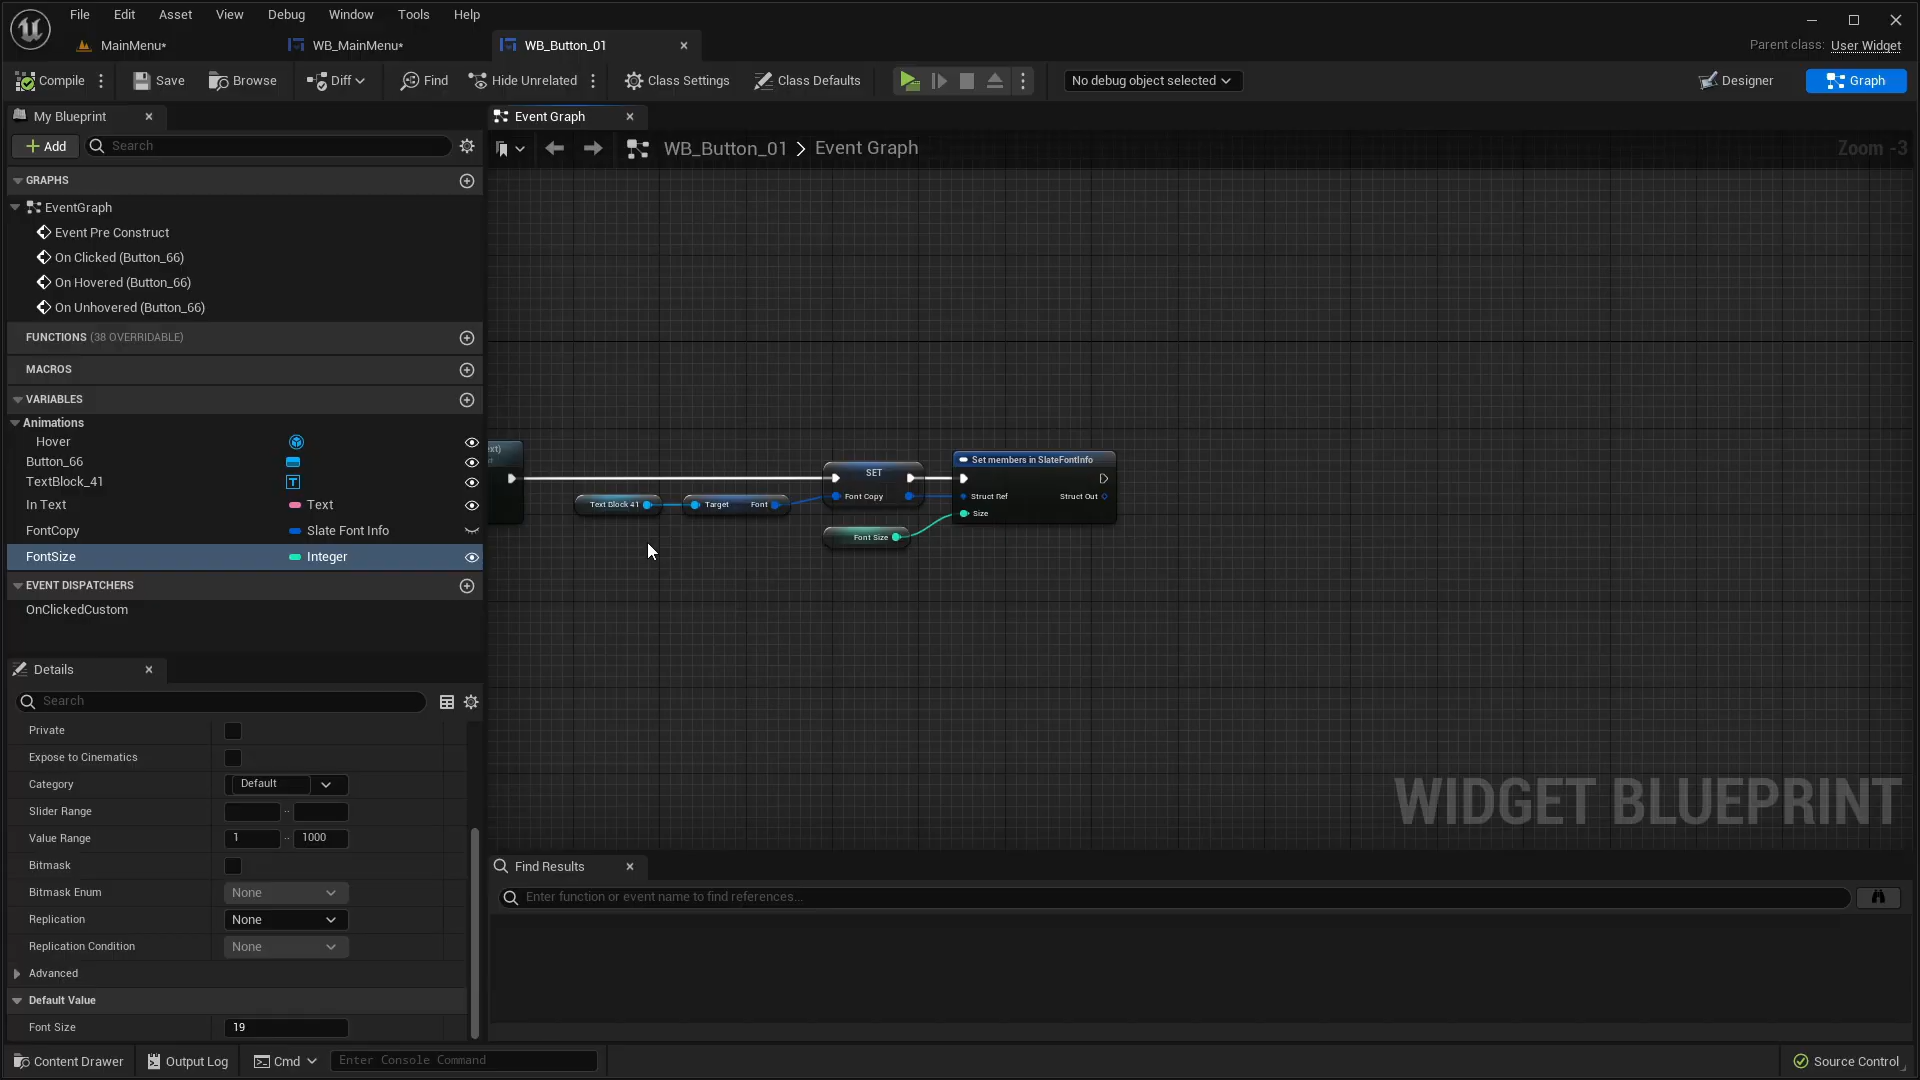 File Edit Asset View Debug Window Tools Help
MainMenu* WB_MainMenu* WB_Button_01
Parent class: User Widget
Compile Save Browse Diff Find Hide Unrelated Class Settings Class Defaults No debug object selected Designer Graph
My Blueprint
Event Graph
Add Search
WB_Button_01 > Event Graph
Zoom -3
GRAPHS
EventGraph
Event Pre Construct
On Clicked (Button_66)
On Hovered (Button_66)
On Unhovered (Button_66)
FUNCTIONS (38 OVERRIDABLE)
MACROS
VARIABLES
Animations
Hover
Button_66
TextBlock_41
In Text Text
FontCopy Slate Font Info
FontSize Integer
EVENT DISPATCHERS
OnClickedCustom
xt)
Text Block 41
Target Font
SET
Font Copy
Font Size
Set members in SlateFontInfo
Struct Ref Struct Out
Size
WIDGET BLUEPRINT
Details
Search
Private
Expose to Cinematics
Category Default
Slider Range
Value Range 1 1000
Bitmask
Bitmask Enum None
Replication None
Replication Condition None
Advanced
Default Value
Font Size 19
Find Results
Enter function or event name to find references...
Content Drawer Output Log Cmd Enter Console Command Source Control